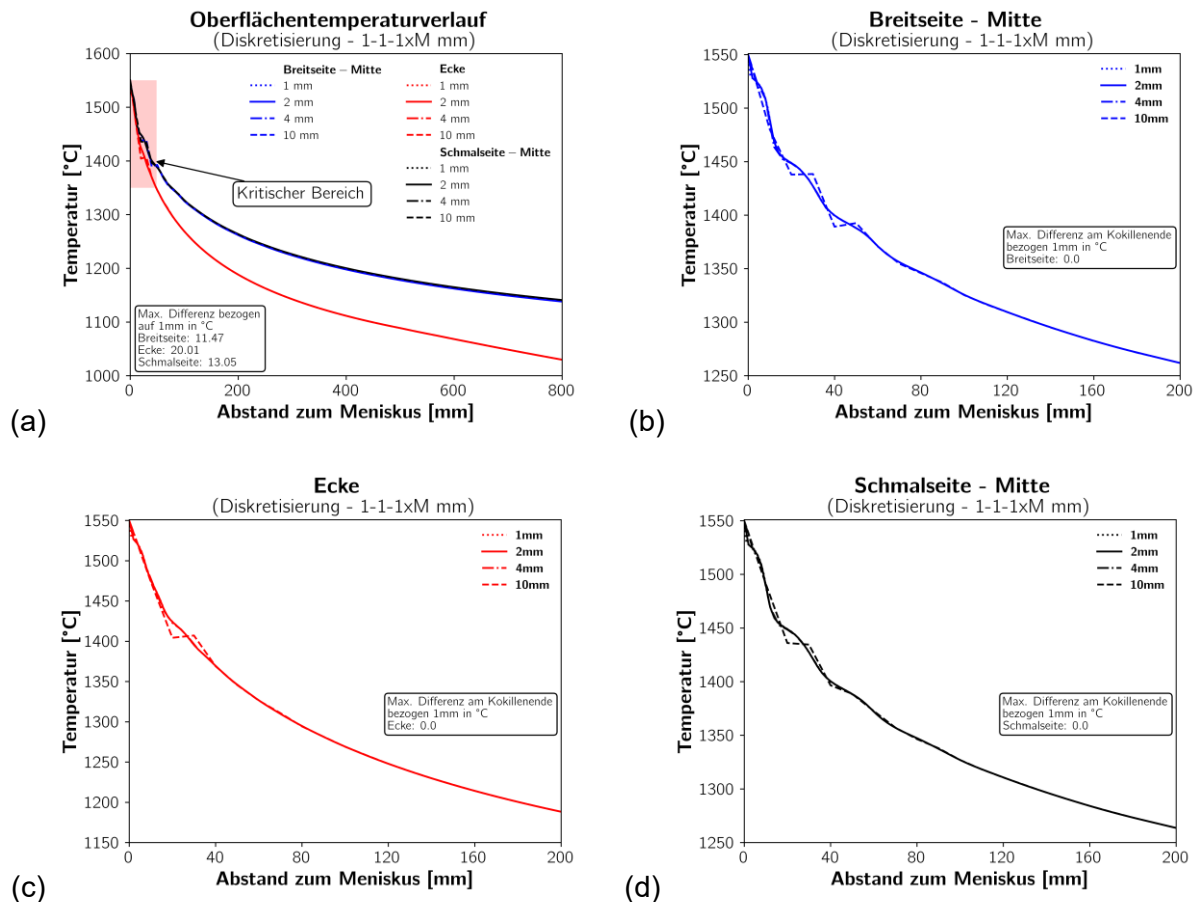 Oberflächentemperaturverlauf
(Diskretisierung - 1-1-1xM mm)
Temperatur [°C]
1600
1500
1400
1300
1200
1100
1000
Breitseite – Mitte
1 mm
2 mm
4 mm
10 mm
Ecke
1 mm
2 mm
4 mm
10 mm
Schmalseite – Mitte
1 mm
2 mm
4 mm
10 mm
Kritischer Bereich
Max. Differenz bezogen
auf 1mm in °C
Breitseite: 11.47
Ecke: 20.01
Schmalseite: 13.05
0 200 400 600 800
Abstand zum Meniskus [mm]
(a)
Breitseite - Mitte
(Diskretisierung - 1-1-1xM mm)
Temperatur [°C]
1550
1500
1450
1400
1350
1300
1250
1mm
2mm
4mm
10mm
Max. Differenz am Kokillenende
bezogen 1mm in °C
Breitseite: 0.0
0 40 80 120 160 200
Abstand zum Meniskus [mm]
(b)
Ecke
(Diskretisierung - 1-1-1xM mm)
Temperatur [°C]
1550
1500
1450
1400
1350
1300
1250
1200
1150
1mm
2mm
4mm
10mm
Max. Differenz am Kokillenende
bezogen 1mm in °C
Ecke: 0.0
0 40 80 120 160 200
Abstand zum Meniskus [mm]
(c)
Schmalseite - Mitte
(Diskretisierung - 1-1-1xM mm)
Temperatur [°C]
1550
1500
1450
1400
1350
1300
1250
1mm
2mm
4mm
10mm
Max. Differenz am Kokillenende
bezogen 1mm in °C
Schmalseite: 0.0
0 40 80 120 160 200
Abstand zum Meniskus [mm]
(d)